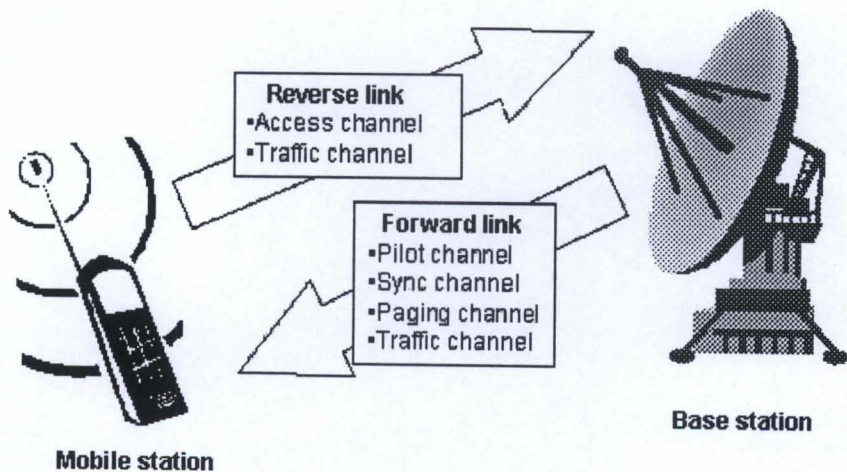 Reverse link
▪Access channel
▪Traffic channel
Forward link
▪Pilot channel
▪Sync channel
▪Paging channel
▪Traffic channel
Base station
Mobile station